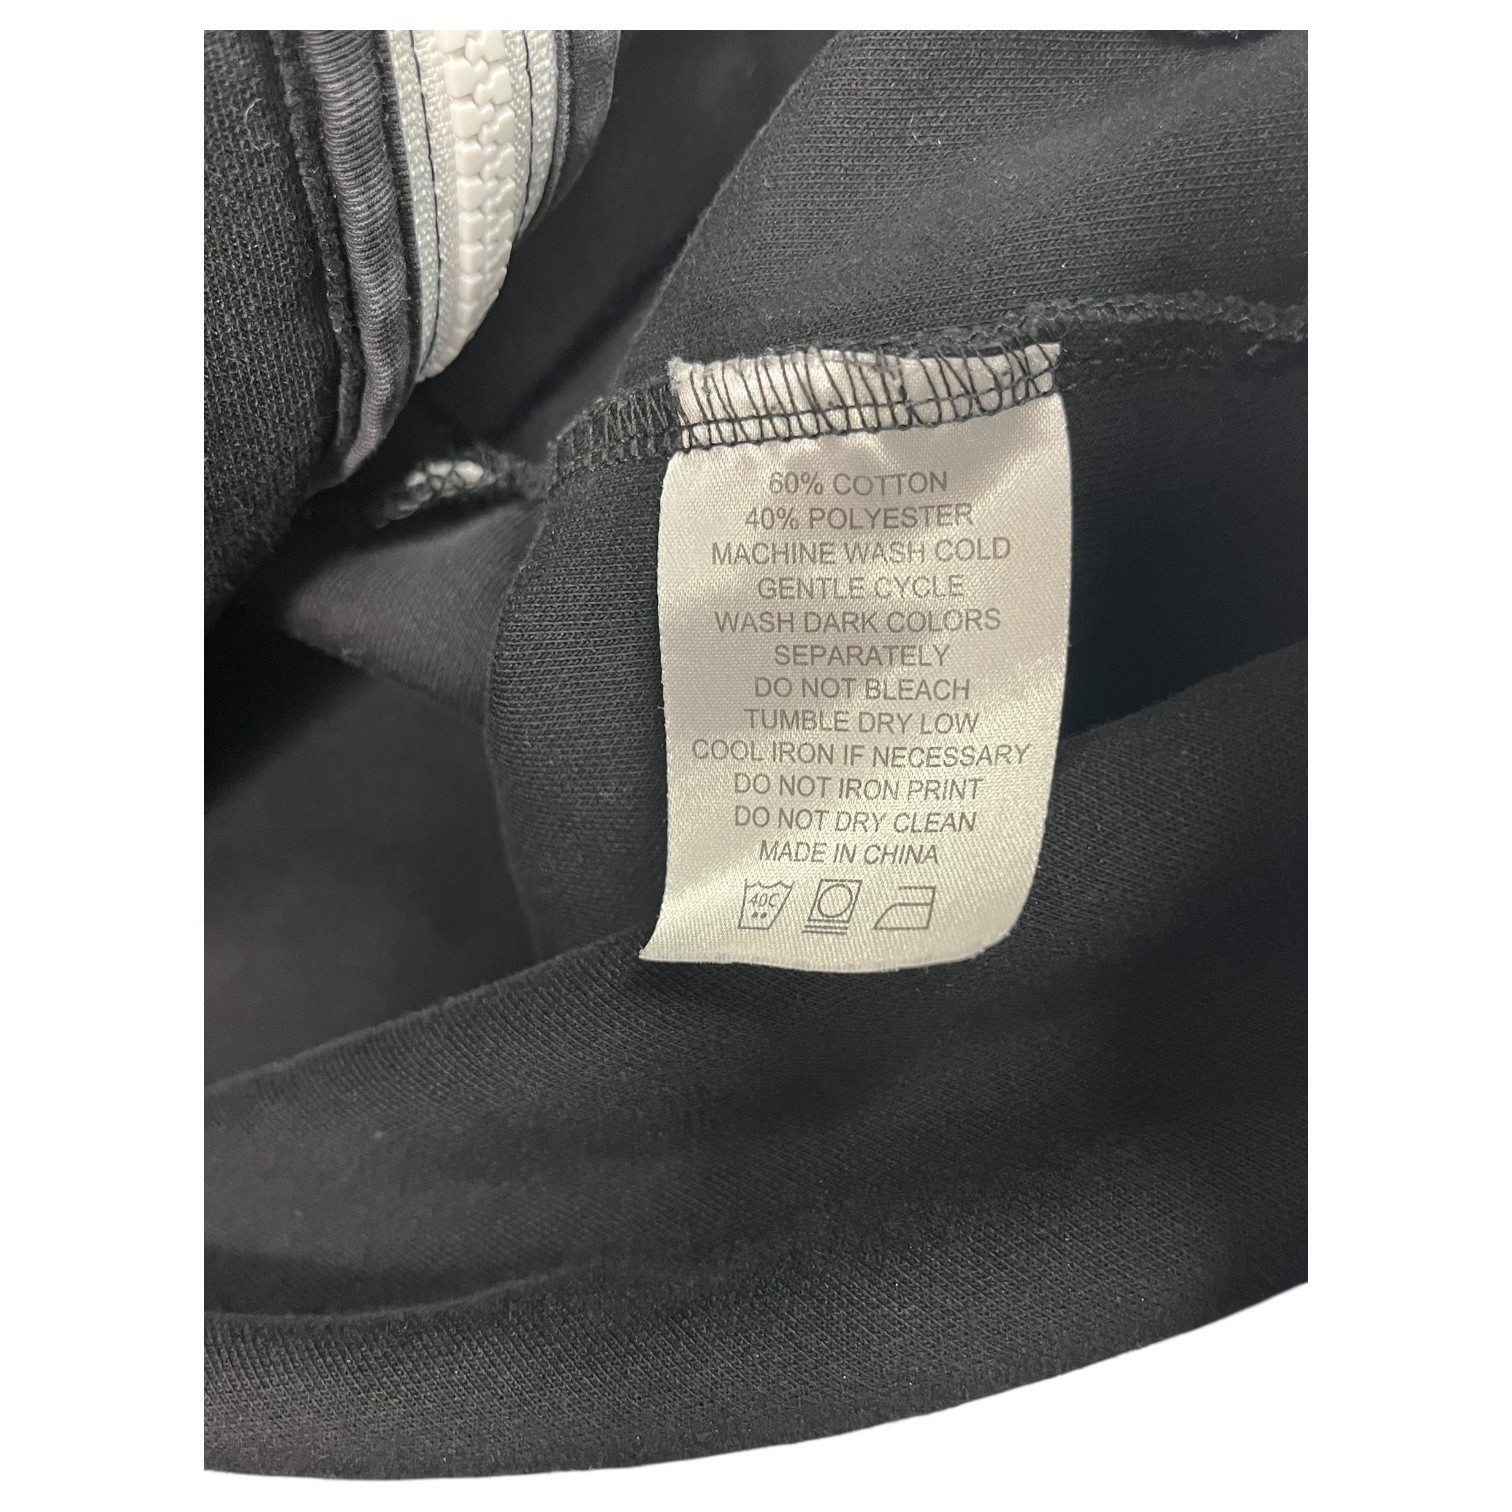 60% COTTON
40% POLYESTER
MACHINE WASH COLD
GENTLE CYCLE
WASH DARK COLORS
SEPARATELY
DO NOT BLEACH
TUMBLE DRY LOW
COOL IRON IF NECESSARY
DO NOT IRON PRINT
DO NOT DRY CLEAN
MADE IN CHINA
40C